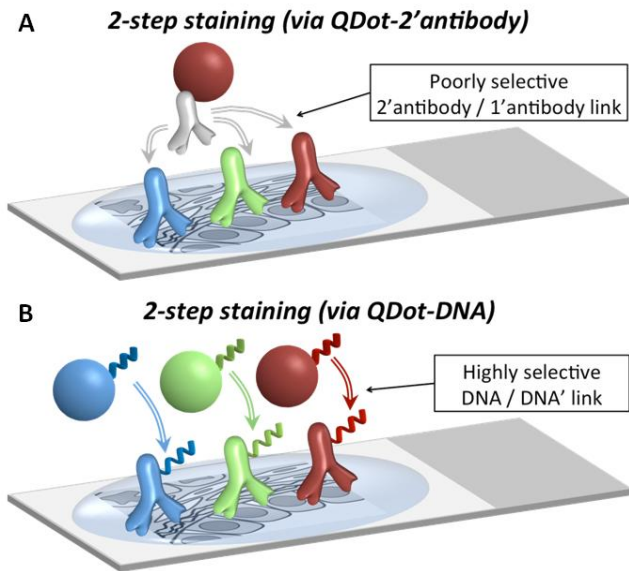 A
2-step staining (via QDot-2’antibody)
Poorly selective
2’antibody / 1’antibody link
B
2-step staining (via QDot-DNA)
Highly selective
DNA / DNA’ link